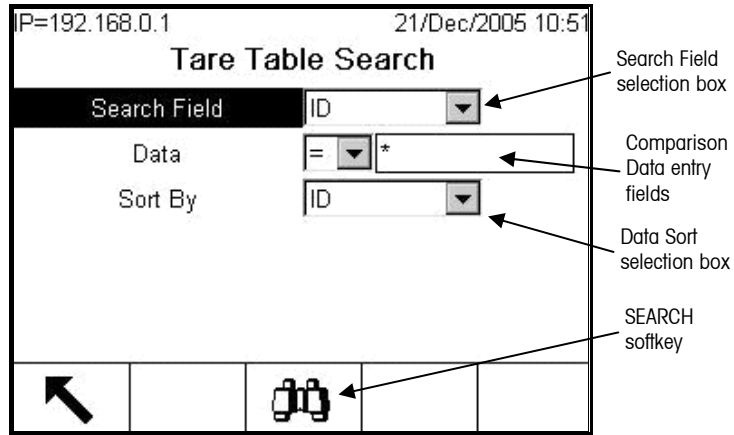 IP=192.168.0.1 21/Dec/2005 10:51
Tare Table Search
Search Field ID
Data = *
Sort By ID
Search Field
selection box
Comparison
Data entry
fields
Data Sort
selection box
SEARCH
softkey